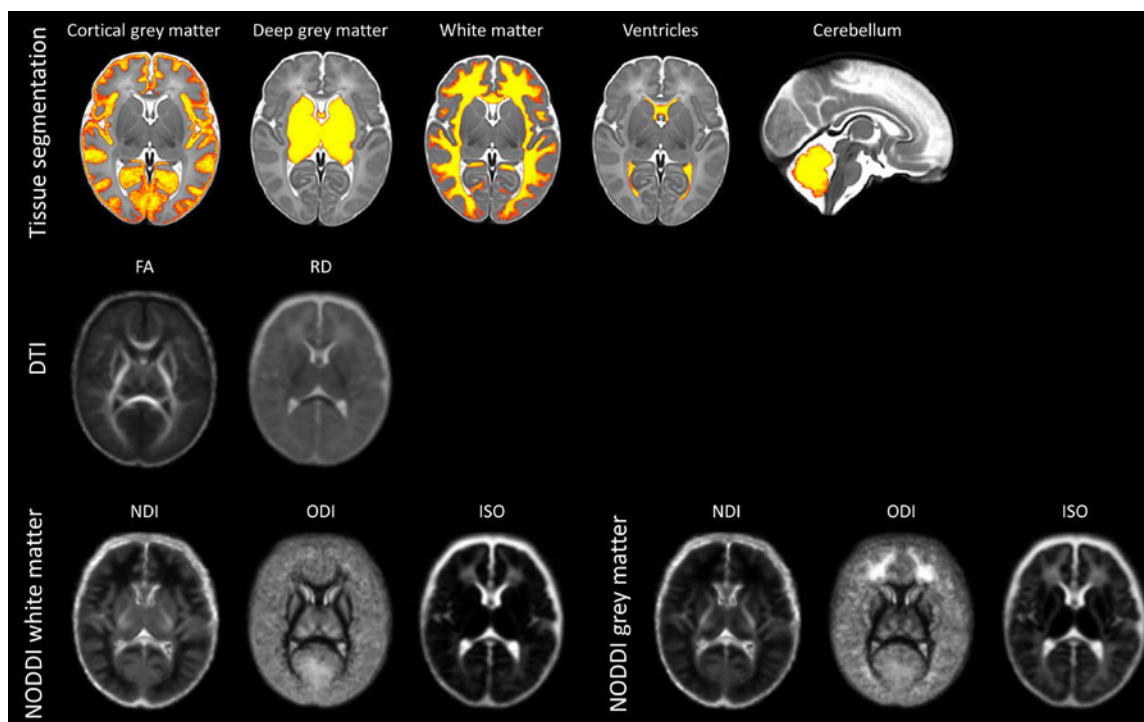 Tissue segmentation
Cortical grey matter
Deep grey matter
White matter
Ventricles
Cerebellum
DTI
FA
RD
NODDI white matter
NDI
ODI
ISO
NODDI grey matter
NDI
ODI
ISO